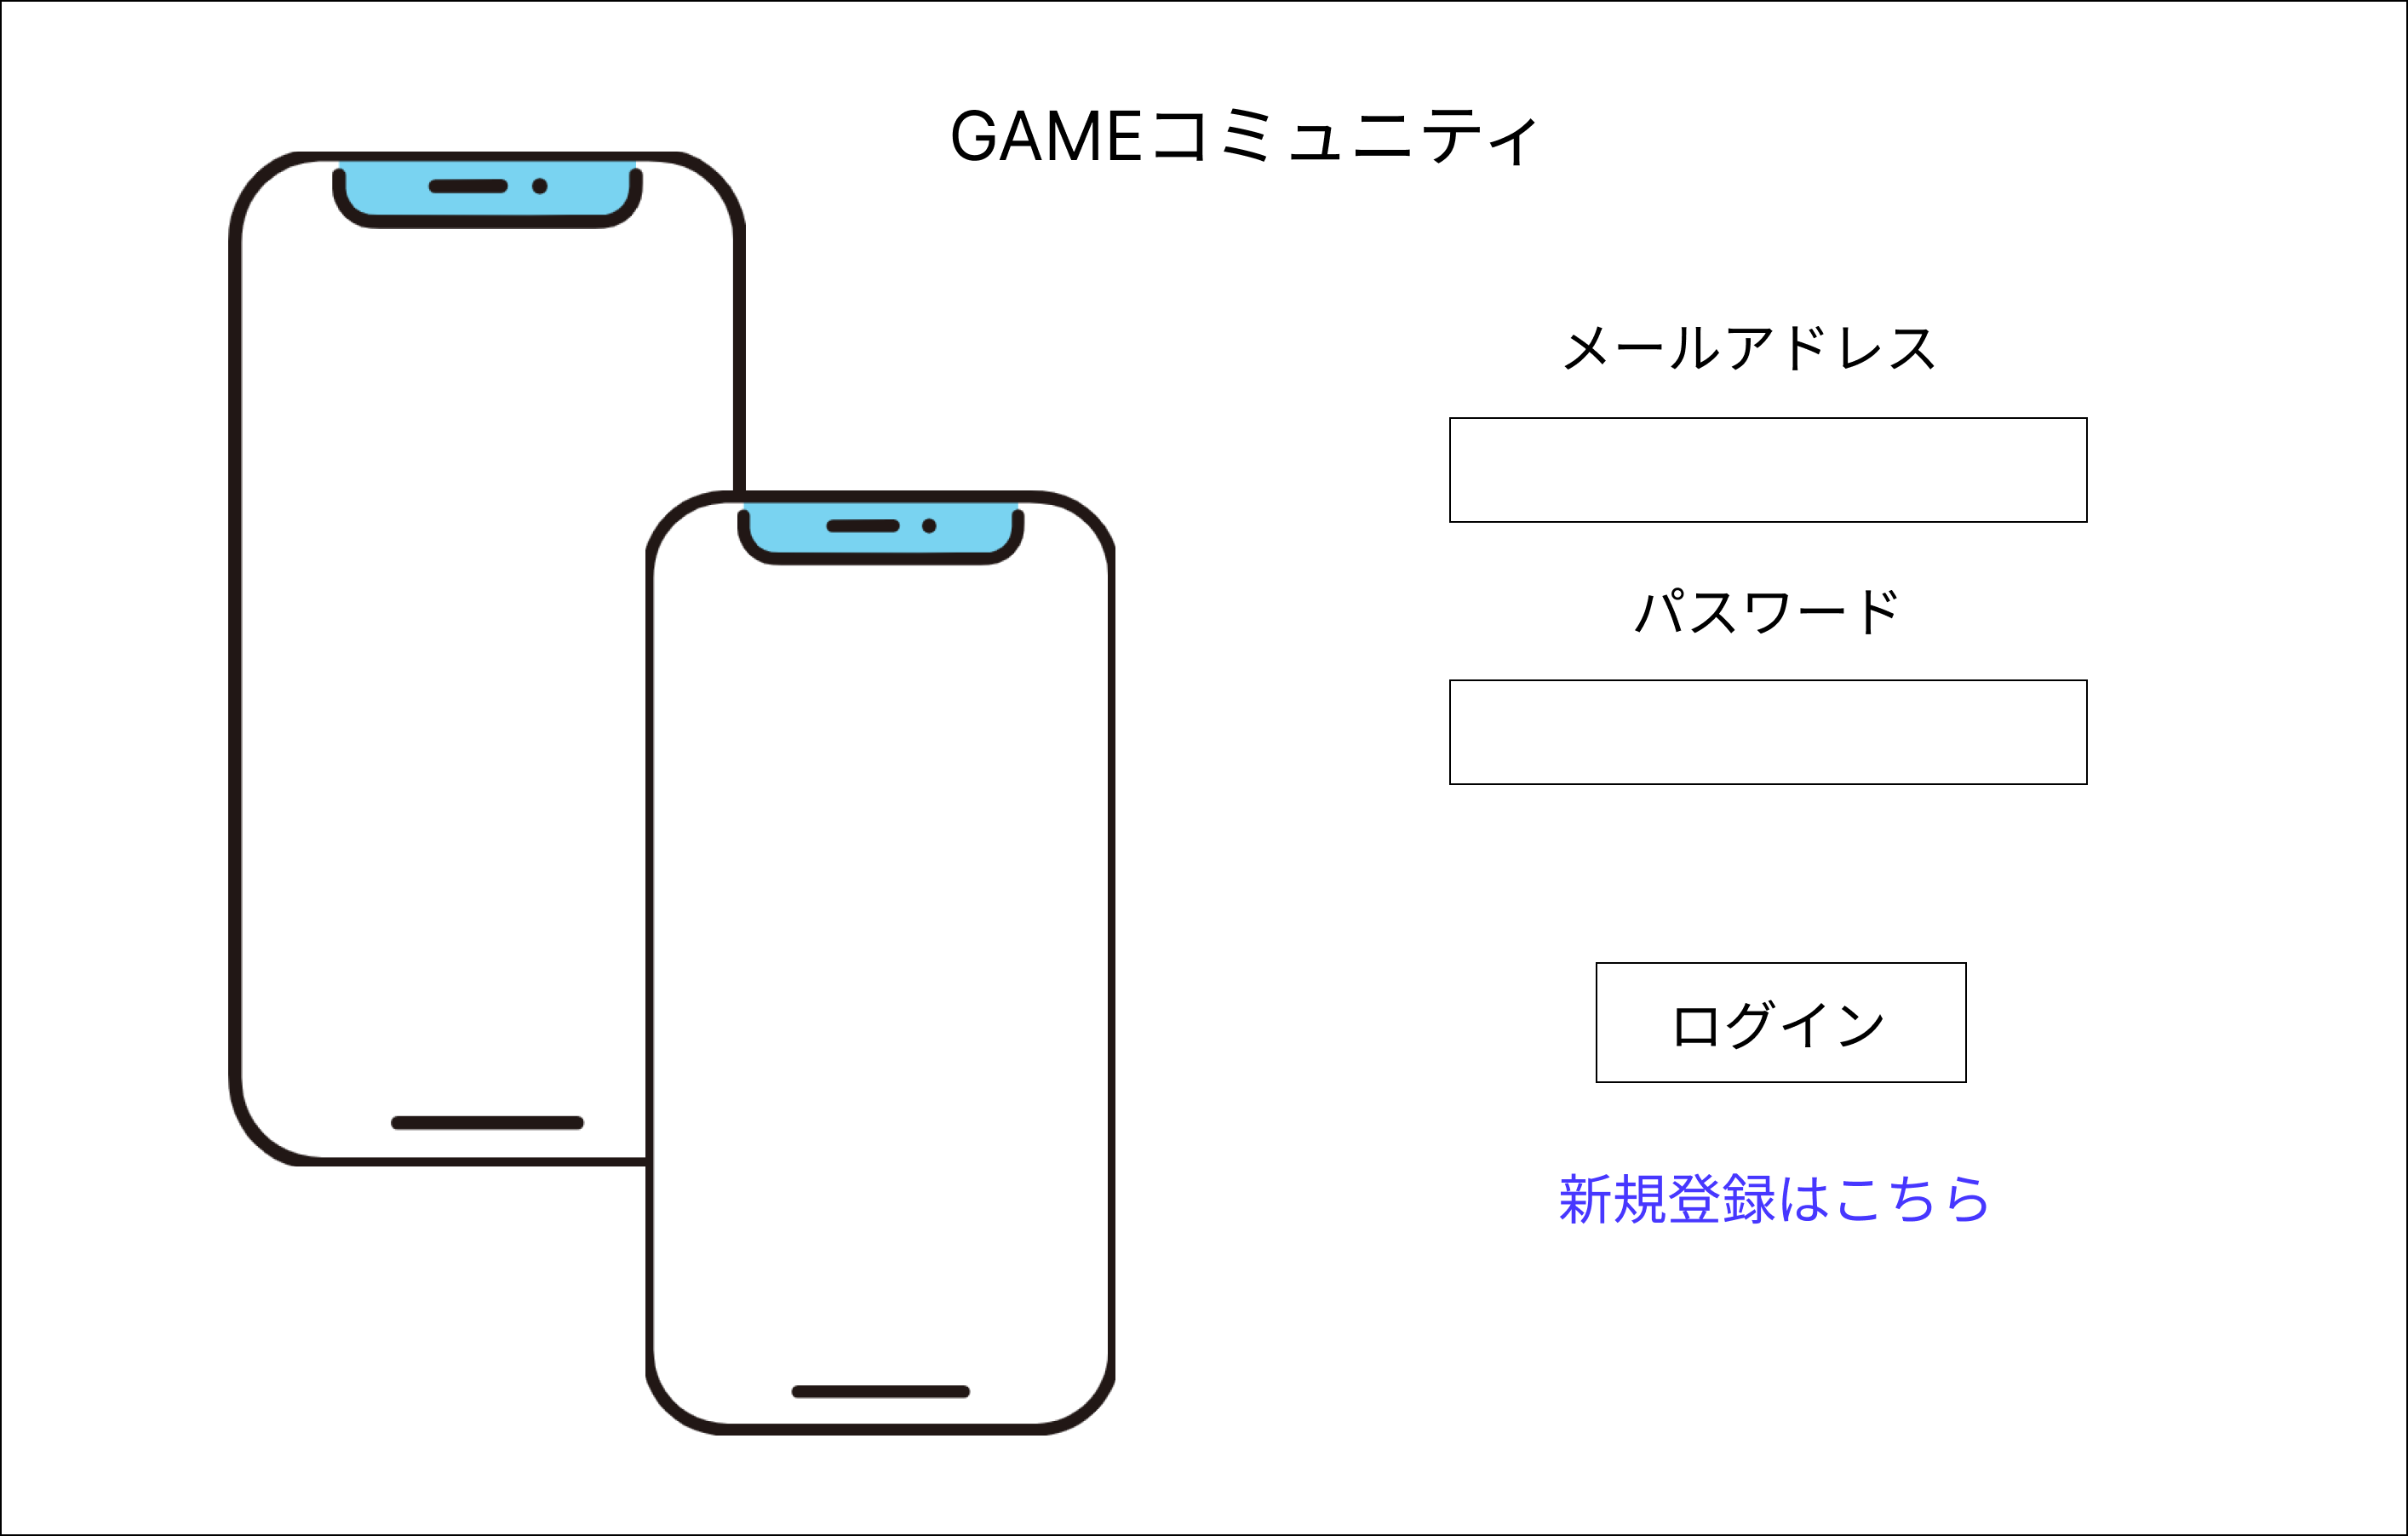 GAMEコミュニティ
メールアドレス
パスワード
ログイン
新規登録はこちら